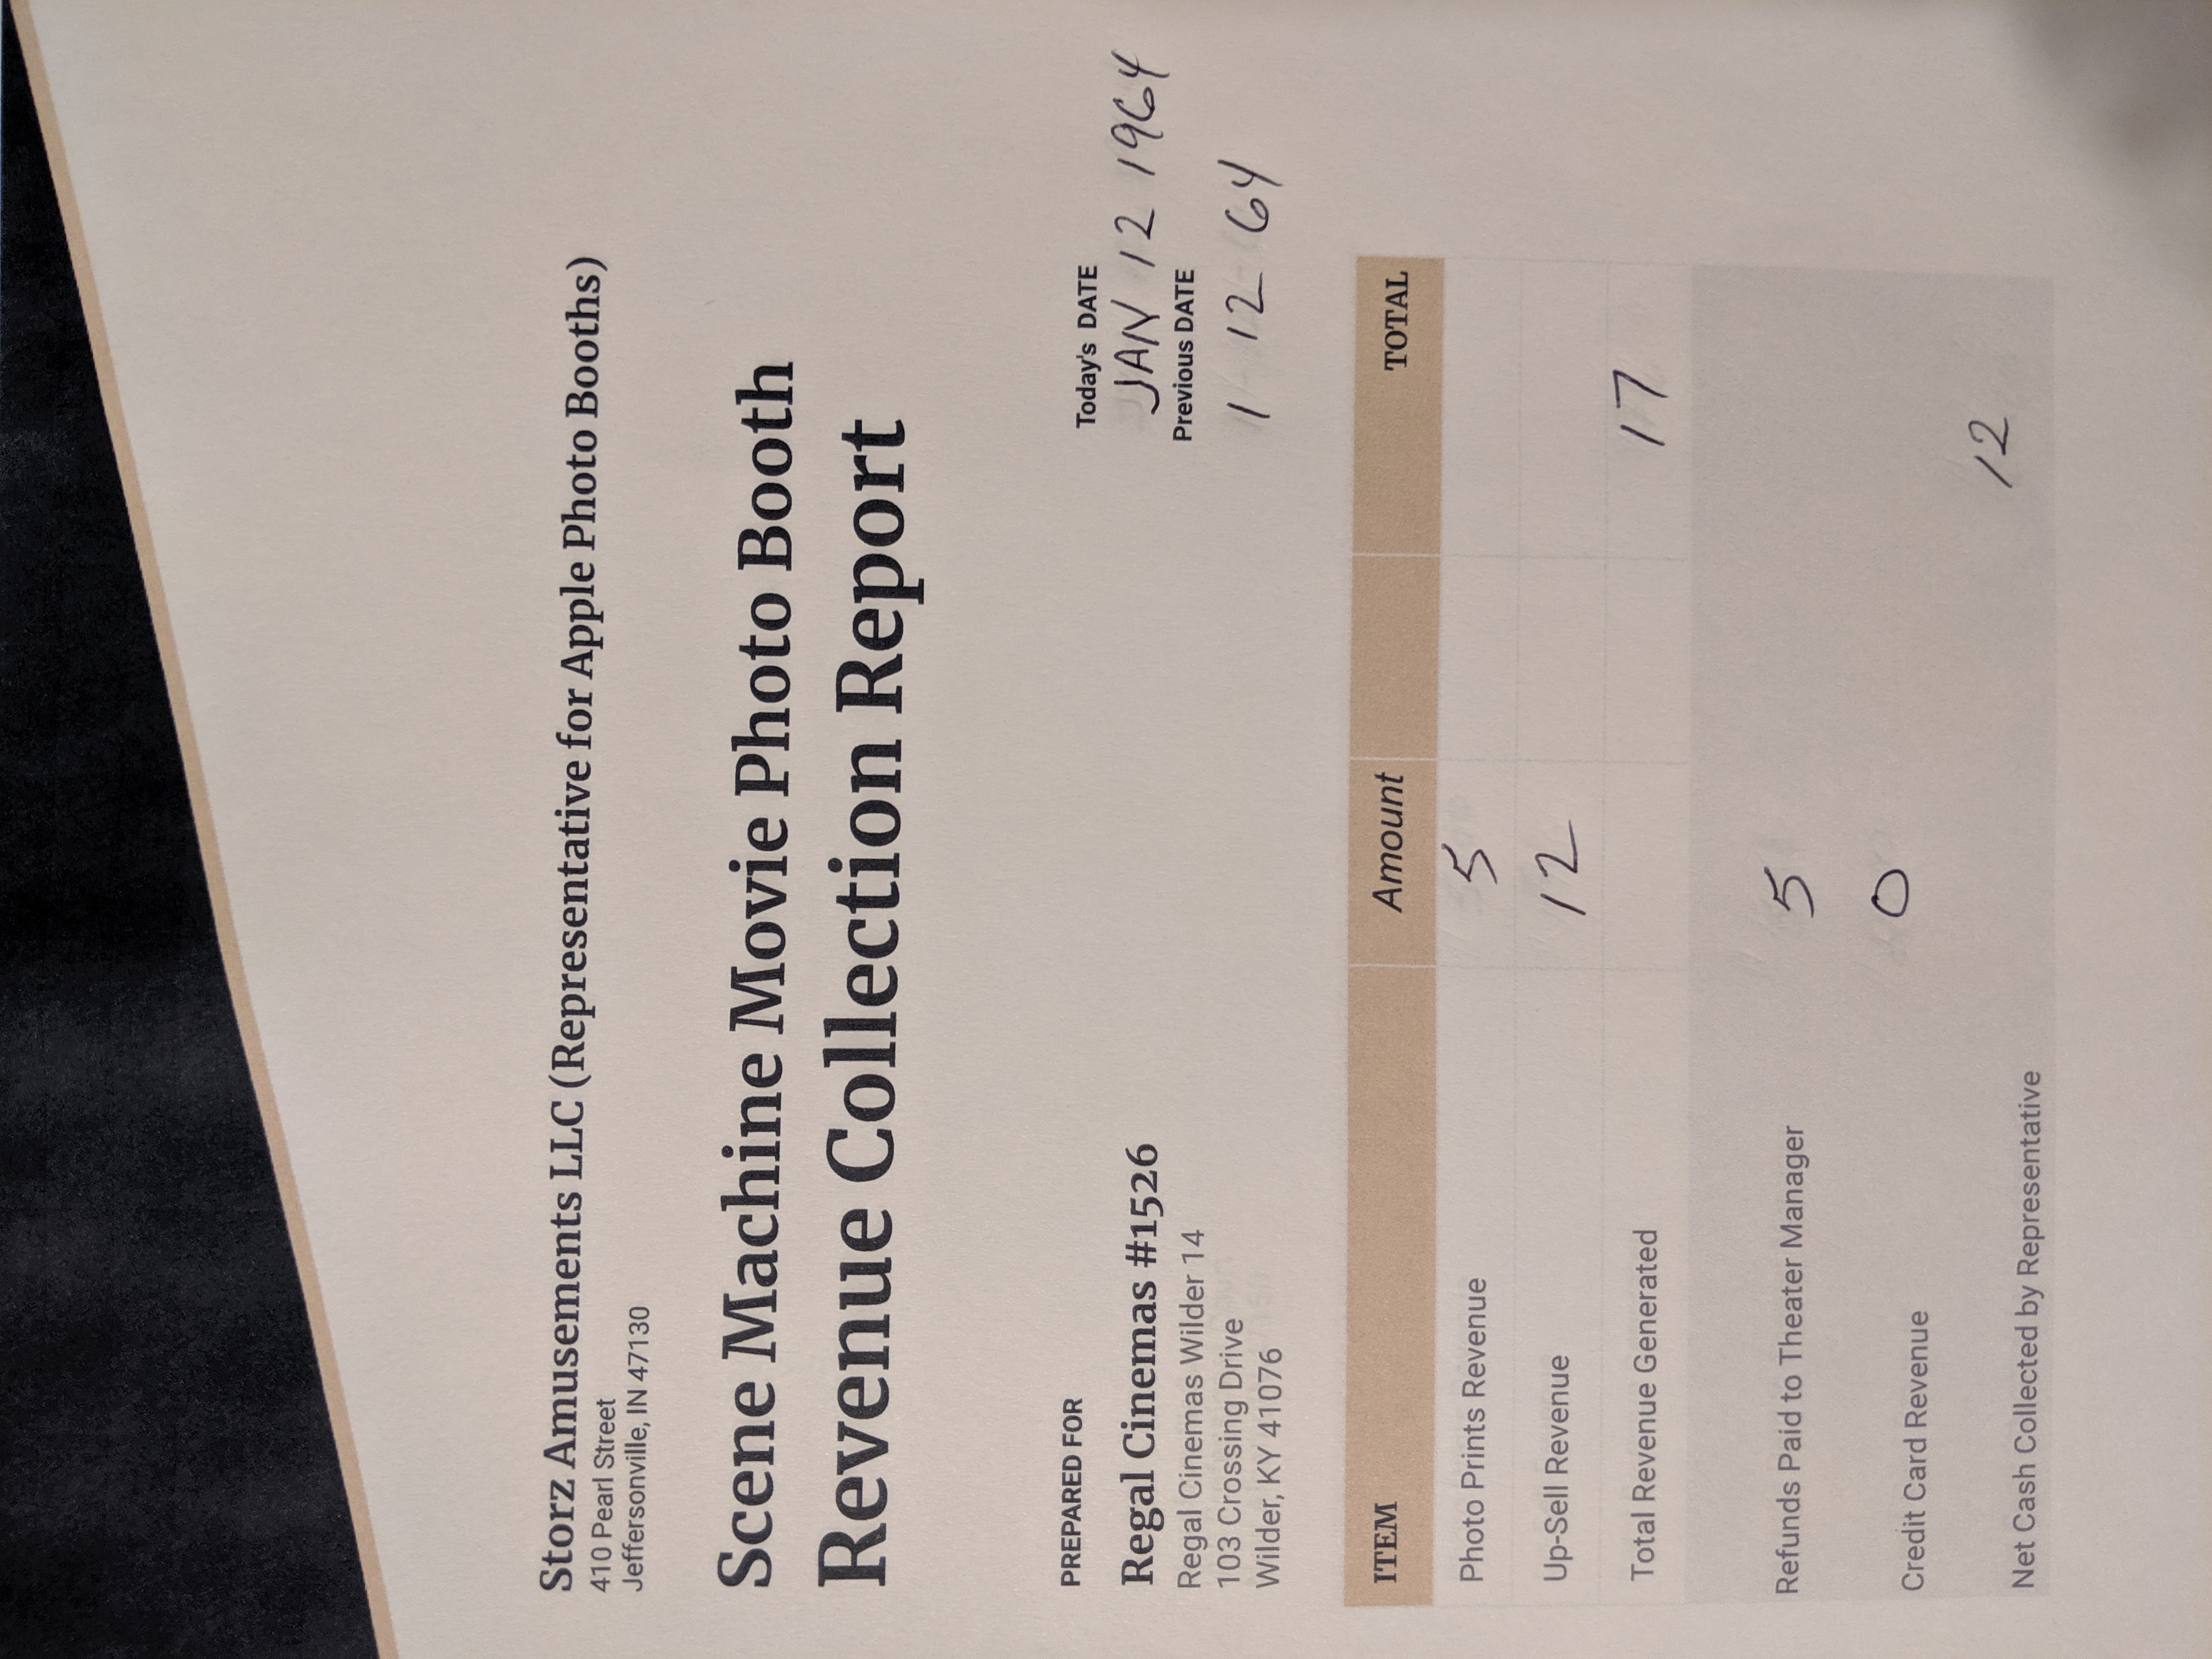 Storz Amusements LLC (Representative for Apple Photo Booths)
410 Pearl Street
Jeffersonville, IN 47130
Scene Machine Movie Photo Booth
Revenue Collection Report
PREPARED FOR
Regal Cinemas #1526
Regal Cinemas Wilder 14
103 Crossing Drive
Wilder, KY 41076
Today's DATE
JAN 12 1964
Previous DATE
1-12-64
ITEM Amount TOTAL
Photo Prints Revenue 5
Up-Sell Revenue 12
Total Revenue Generated 17
Refunds Paid to Theater Manager 5
Credit Card Revenue 0
Net Cash Collected by Representative 12